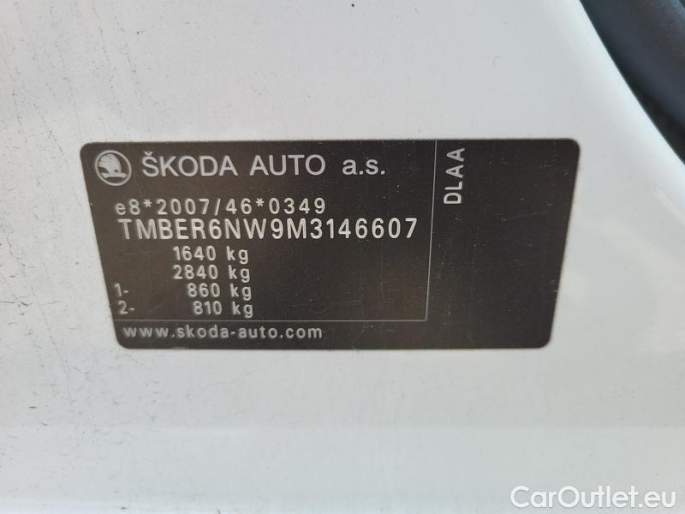 ŠKODA AUTO a.s.
e8*2007/46*0349
TMBER6NW9M3146607
1640 kg
2840 kg
1- 860 kg
2- 810 kg
www.skoda-auto.com
DLAA
CarOutlet.eu